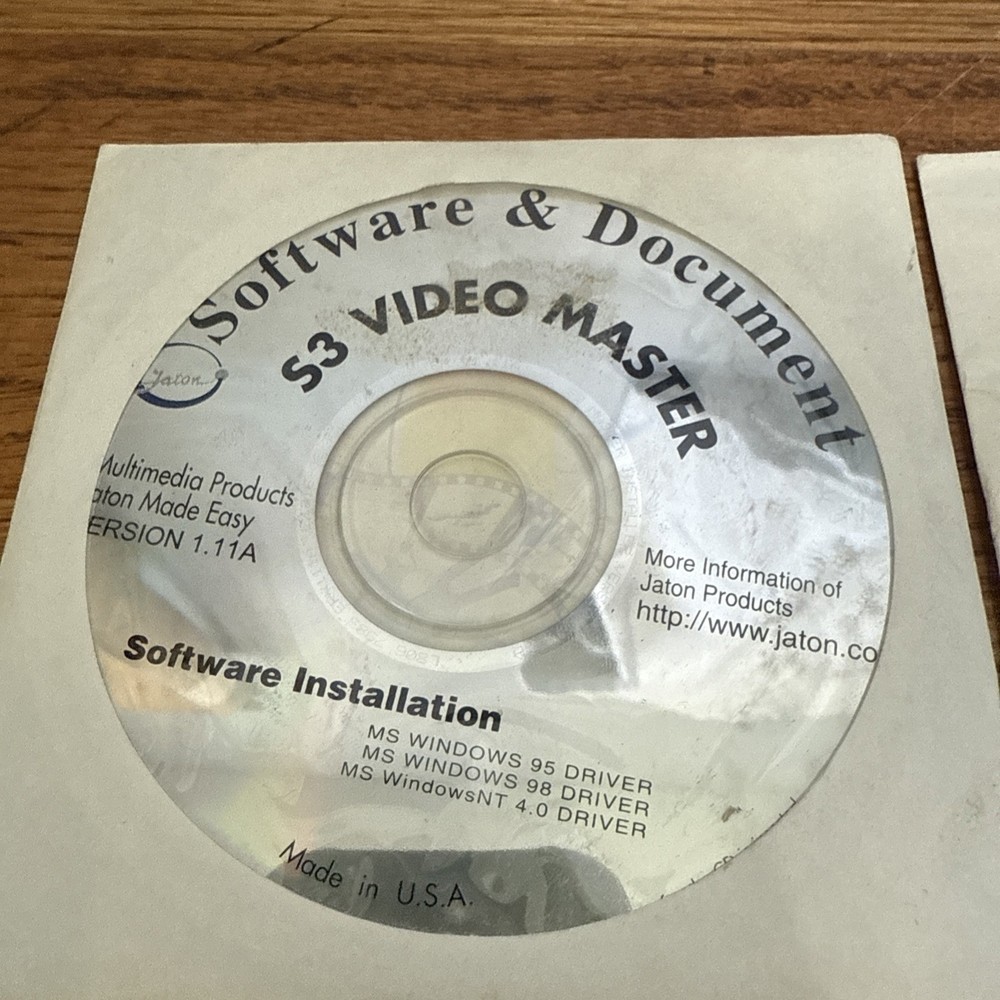 Software & Document
S3 VIDEO MASTER
Jaton
Multimedia Products
aton Made Easy
ERSION 1.11A
More Information of
Jaton Products
http://www.jaton.co
Software Installation
MS WINDOWS 95 DRIVER
MS WINDOWS 98 DRIVER
MS WindowsNT 4.0 DRIVER
Made in U.S.A.